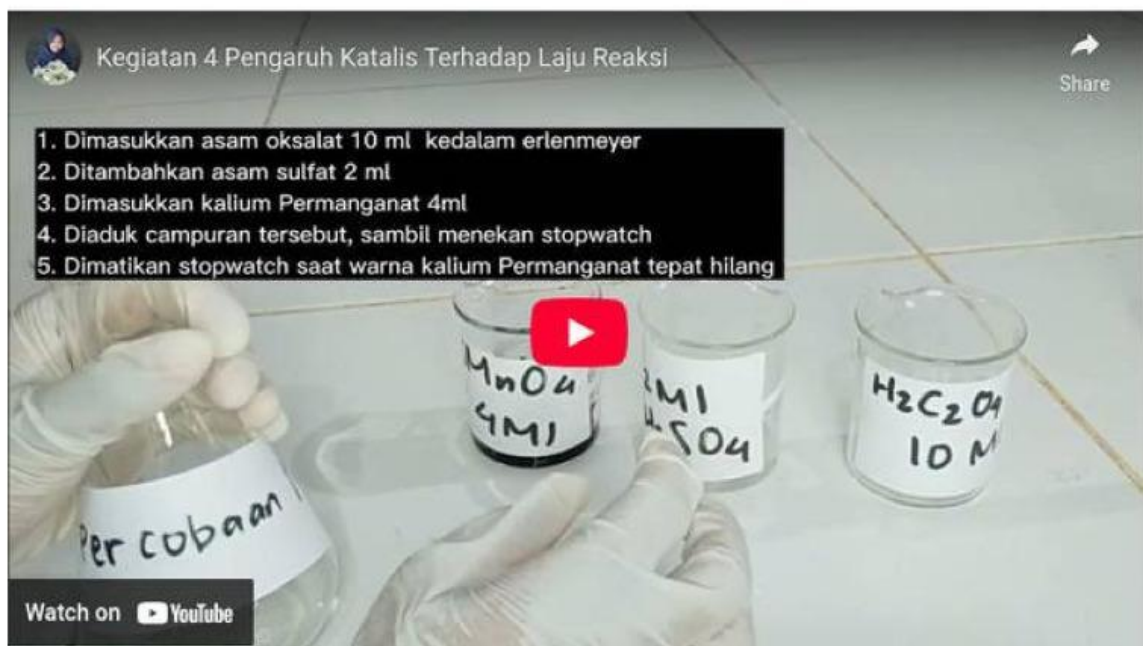 Kegiatan 4 Pengaruh Katalis Terhadap Laju Reaksi
Share
1. Dimasukkan asam oksalat 10 ml kedalam erlenmeyer
2. Ditambahkan asam sulfat 2 ml
3. Dimasukkan kalium Permanganat 4ml
4. Diaduk campuran tersebut, sambil menekan stopwatch
5. Dimatikan stopwatch saat warna kalium Permanganat tepat hilang
MnO4
4Ml
2Ml
SO4
H2C2O4
10 M
Percobaan
Watch on YouTube